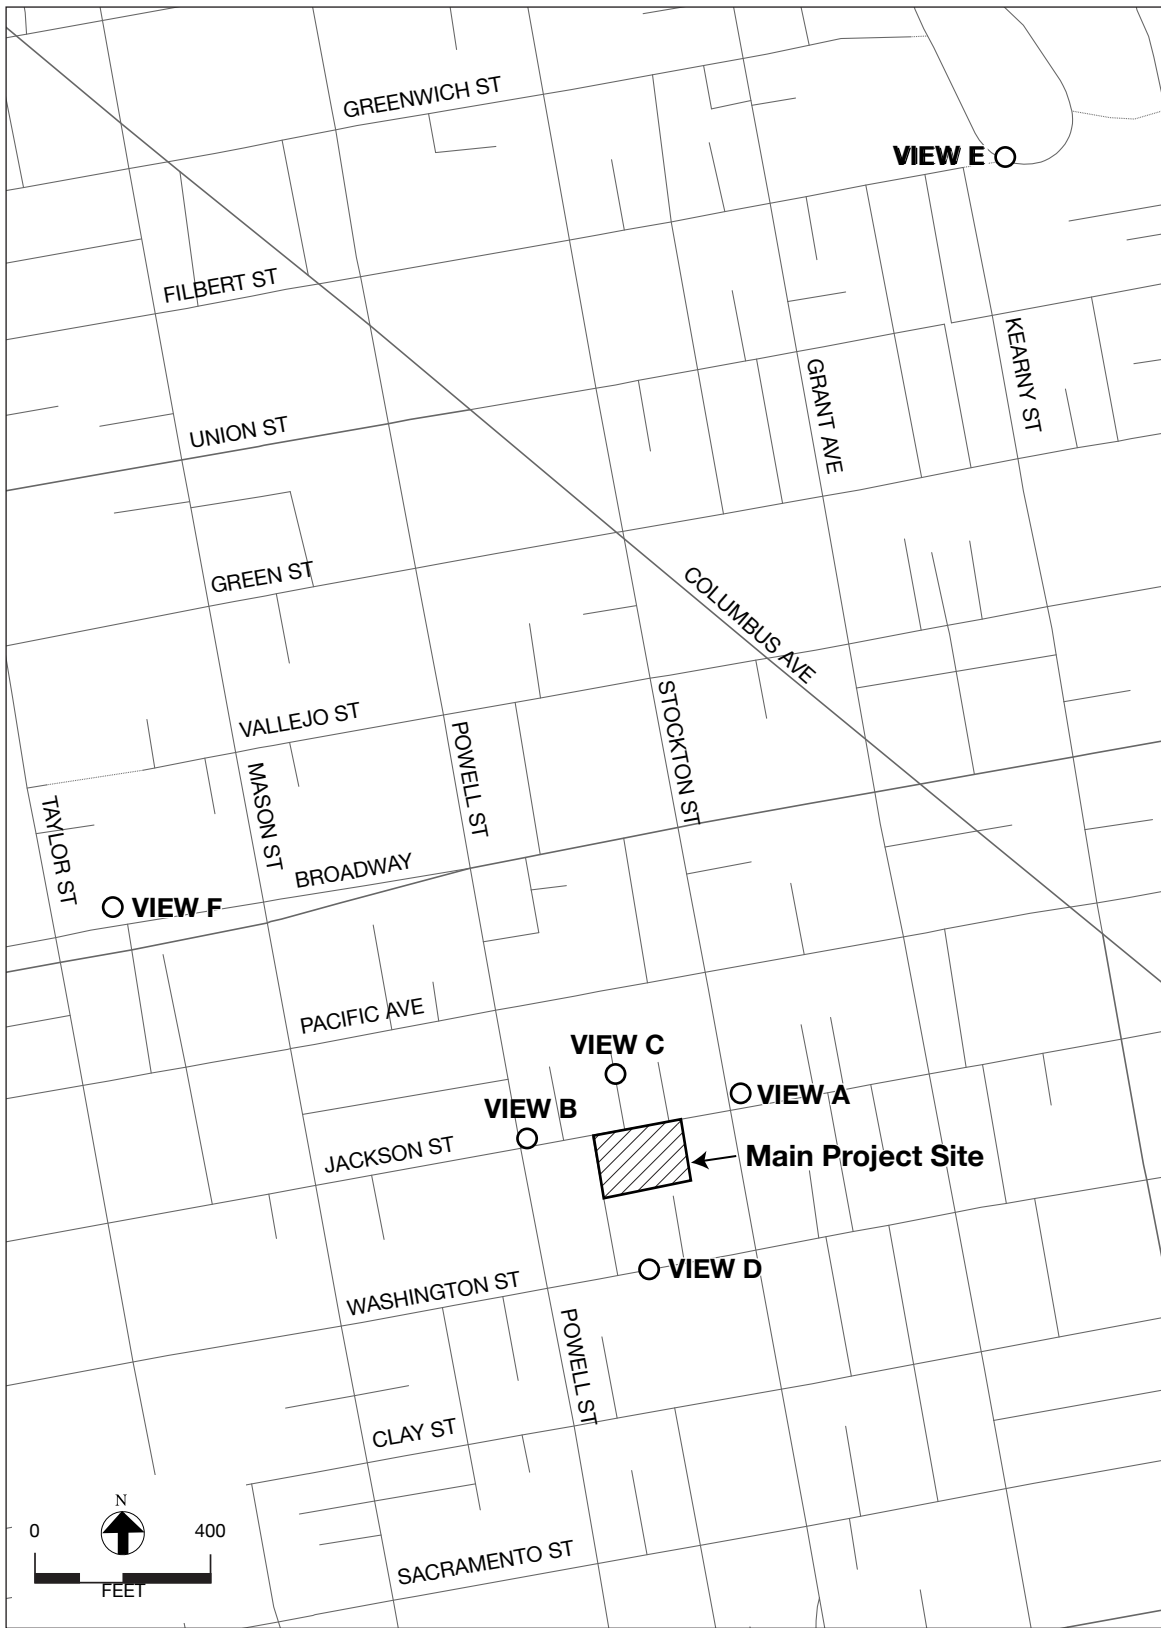 GREENWICH ST
VIEW E
FILBERT ST
KEARNY ST
GRANT AVE
UNION ST
GREEN ST
COLUMBUS AVE
VALLEJO ST
STOCKTON ST
POWELL ST
MASON ST
TAYLOR ST
BROADWAY
VIEW F
PACIFIC AVE
VIEW C
VIEW A
VIEW B
JACKSON ST
Main Project Site
VIEW D
WASHINGTON ST
POWELL ST
CLAY ST
N
0
400
SACRAMENTO ST
FEET